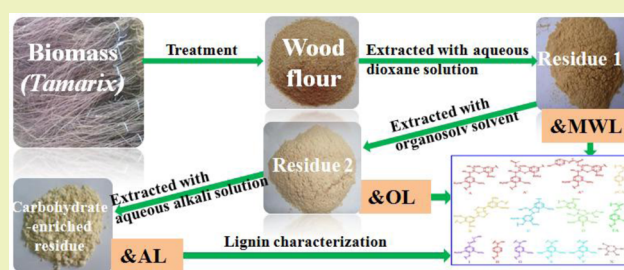 Biomass
(Tamarix)
Treatment
Wood
flour
Extracted with aqueous
dioxane solution
Residue 1
&MWL
Extracted with
organosolv solvent
Residue 2
&OL
Extracted with
aqueous alkali solution
Carbohydrate
-enriched
residue
&AL
Lignin characterization